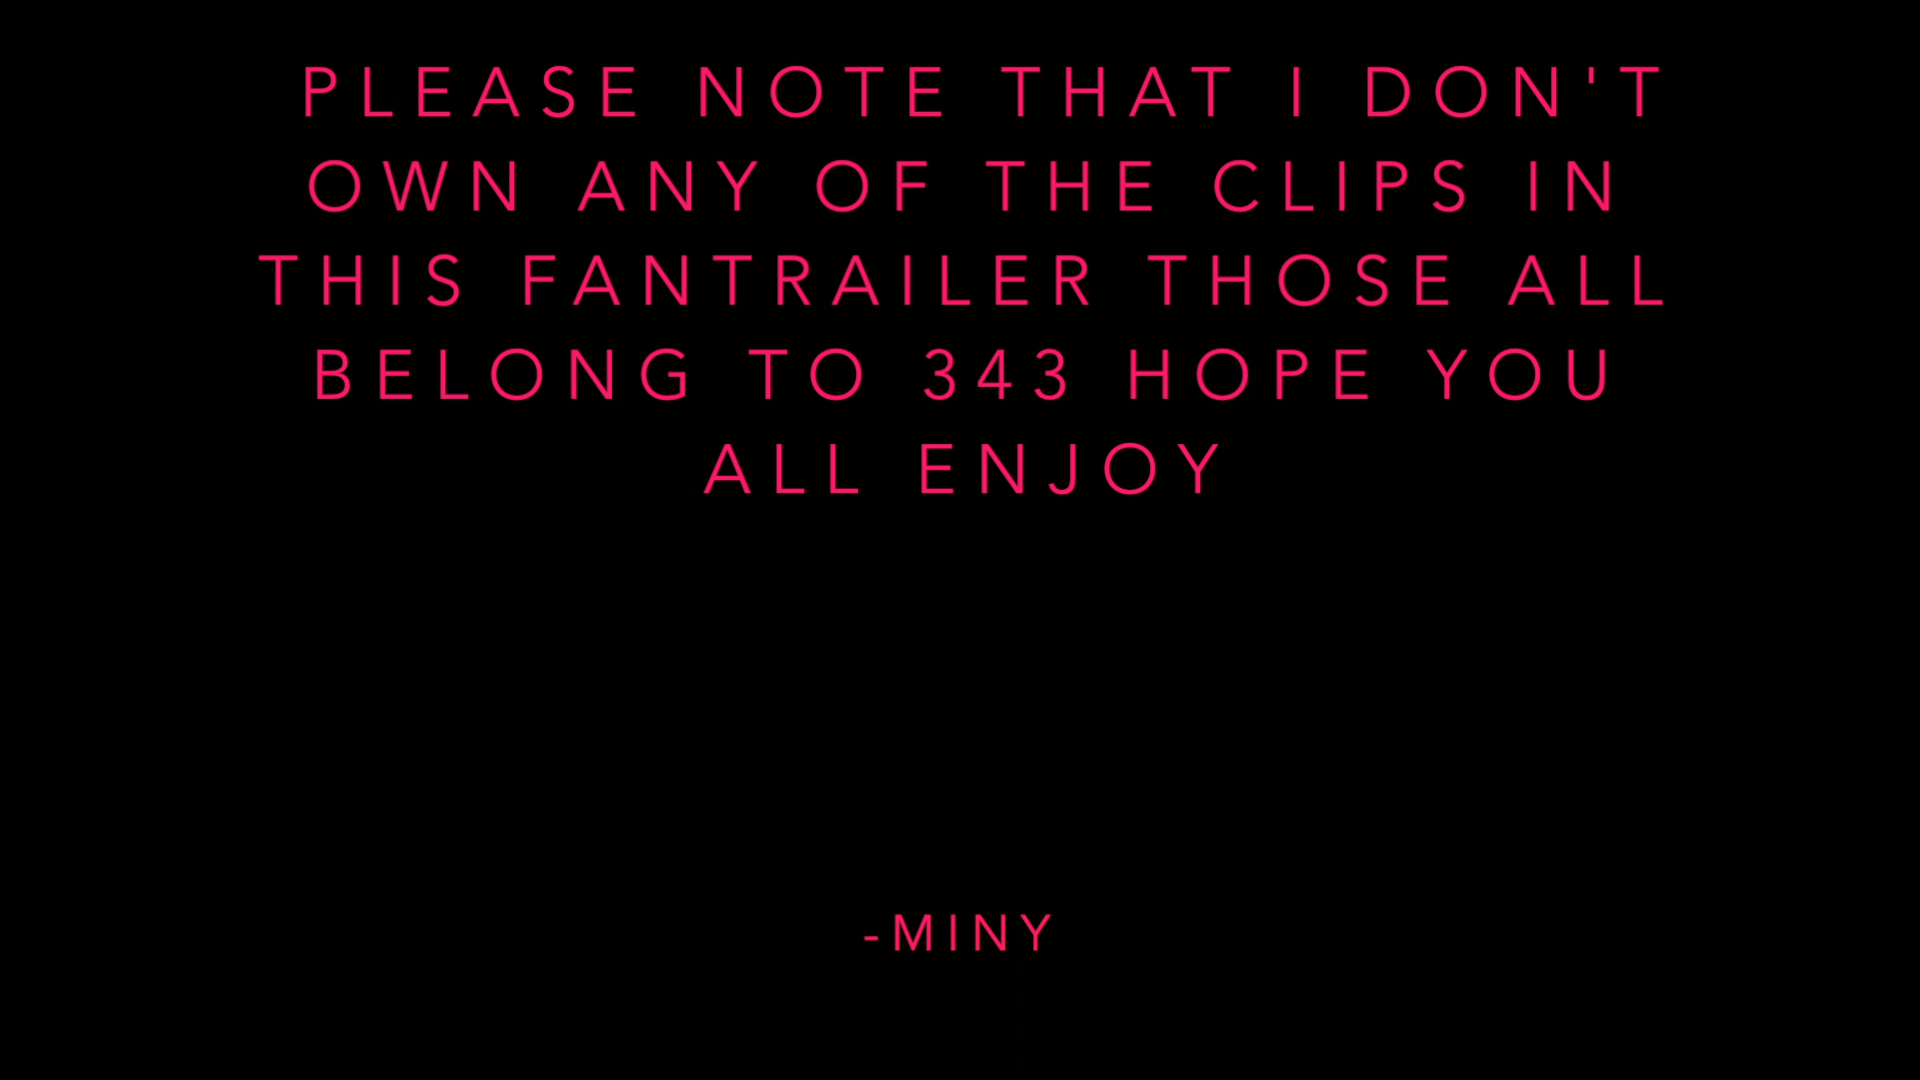 PLEASE NOTE THAT I DON'T
OWN ANY OF THE CLIPS IN
THIS FANTRAILER THOSE ALL
BELONG TO 343 HOPE YOU
ALL ENJOY
-MINY